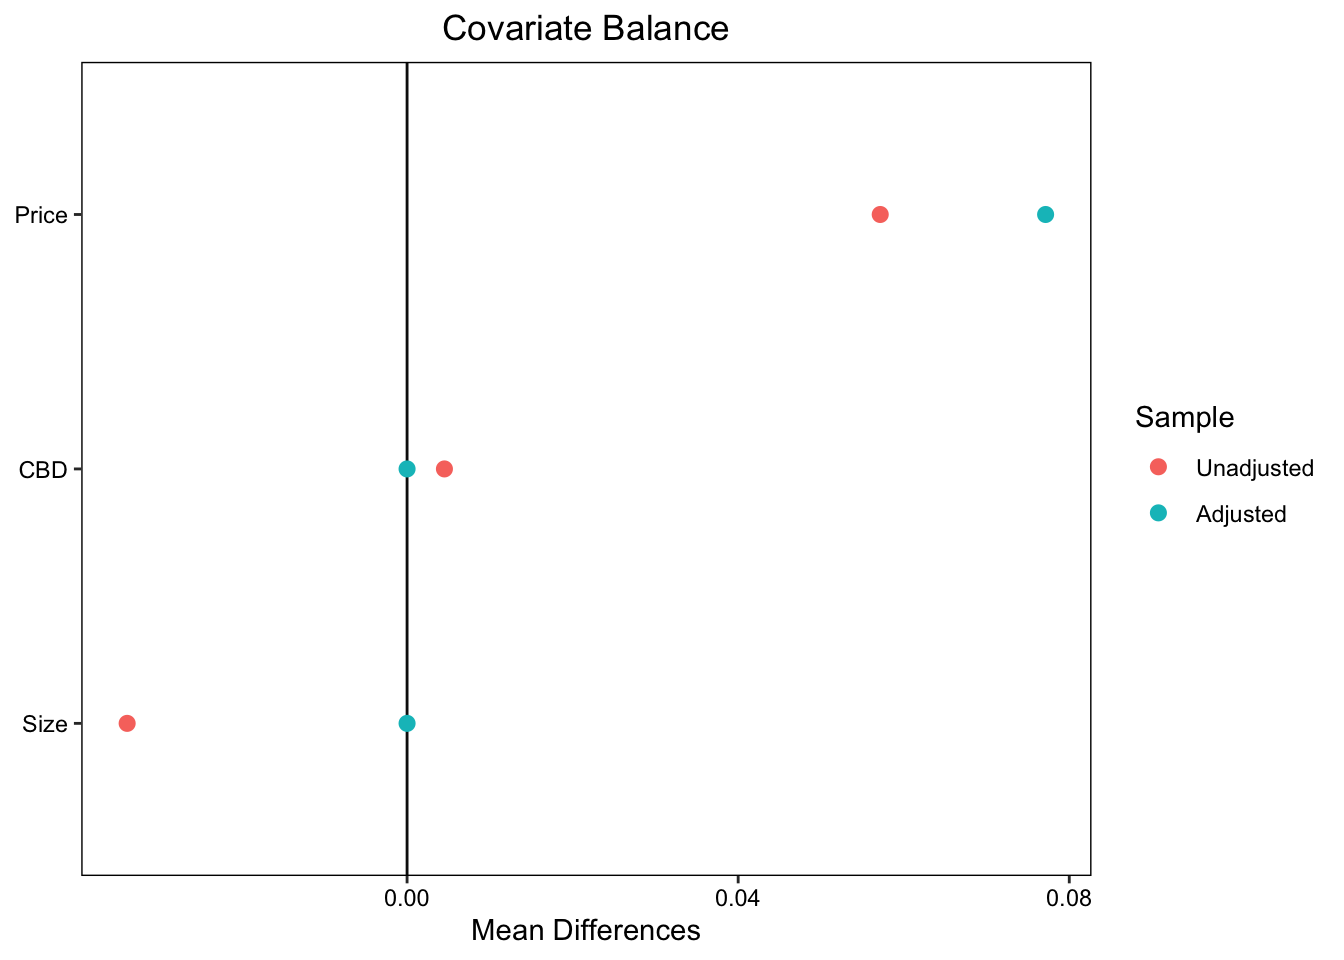 Covariate Balance
Price
CBD
Size
0.00
0.04
0.08
Mean Differences
Sample
Unadjusted
Adjusted